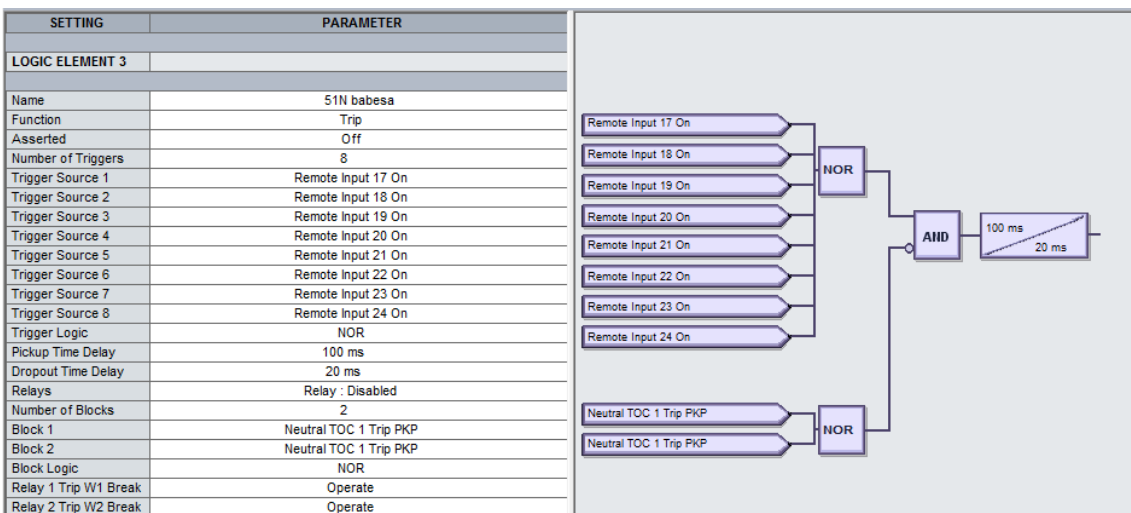 SETTING PARAMETER
LOGIC ELEMENT 3
Name 51N babesa
Function Trip
Asserted Off
Number of Triggers 8
Trigger Source 1 Remote Input 17 On
Trigger Source 2 Remote Input 18 On
Trigger Source 3 Remote Input 19 On
Trigger Source 4 Remote Input 20 On
Trigger Source 5 Remote Input 21 On
Trigger Source 6 Remote Input 22 On
Trigger Source 7 Remote Input 23 On
Trigger Source 8 Remote Input 24 On
Trigger Logic NOR
Pickup Time Delay 100 ms
Dropout Time Delay 20 ms
Relays Relay : Disabled
Number of Blocks 2
Block 1 Neutral TOC 1 Trip PKP
Block 2 Neutral TOC 1 Trip PKP
Block Logic NOR
Relay 1 Trip W1 Break Operate
Relay 2 Trip W2 Break Operate
Remote Input 17 On
Remote Input 18 On
Remote Input 19 On
Remote Input 20 On
Remote Input 21 On
Remote Input 22 On
Remote Input 23 On
Remote Input 24 On
NOR
AND
100 ms
20 ms
Neutral TOC 1 Trip PKP
Neutral TOC 1 Trip PKP
NOR